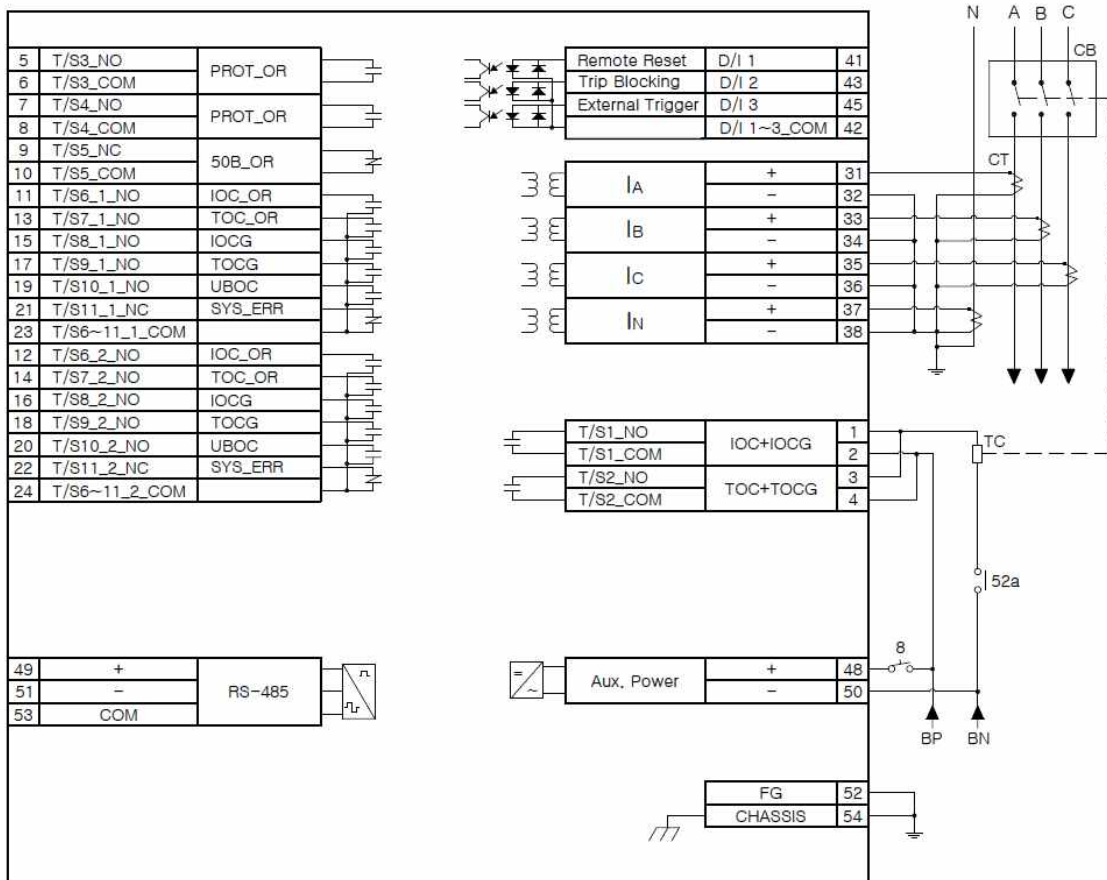 N A B C
CB
5 T/S3_NO PROT_OR
6 T/S3_COM
7 T/S4_NO PROT_OR
8 T/S4_COM
9 T/S5_NC 50B_OR
10 T/S5_COM
11 T/S6_1_NO IOC_OR
13 T/S7_1_NO TOC_OR
15 T/S8_1_NO IOCG
17 T/S9_1_NO TOCG
19 T/S10_1_NO UBOC
21 T/S11_1_NC SYS_ERR
23 T/S6~11_1_COM
12 T/S6_2_NO IOC_OR
14 T/S7_2_NO TOC_OR
16 T/S8_2_NO IOCG
18 T/S9_2_NO TOCG
20 T/S10_2_NO UBOC
22 T/S11_2_NC SYS_ERR
24 T/S6~11_2_COM
49 +
51 - RS-485
53 COM
Remote Reset D/I 1 41
Trip Blocking D/I 2 43
External Trigger D/I 3 45
D/I 1~3_COM 42
CT
IA + 31
- 32
IB + 33
- 34
IC + 35
- 36
IN + 37
- 38
T/S1_NO IOC+IOCG 1
T/S1_COM 2
T/S2_NO TOC+TOCG 3
T/S2_COM 4
TC
52a
8
Aux. Power + 48
- 50
BP BN
FG 52
CHASSIS 54